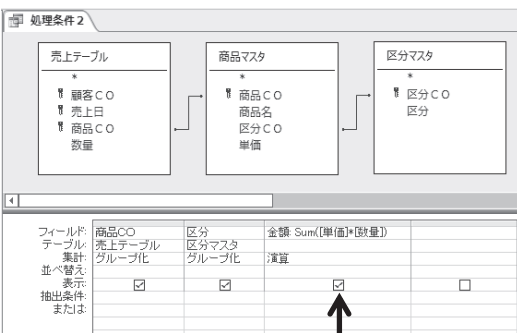 処理条件2
売上テーブル
*
顧客CO
売上日
商品CO
数量
商品マスタ
*
商品CO
商品名
区分CO
単価
区分マスタ
*
区分CO
区分
フィールド: 商品CO 区分 金額: Sum([単価]*[数量])
テーブル: 売上テーブル 区分マスタ
集計: グループ化 グループ化 演算
並べ替え:
表示:
抽出条件:
または: